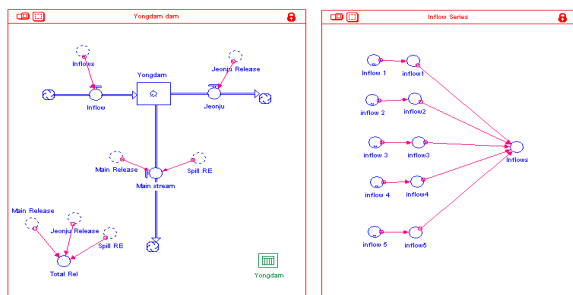 Yongdam dam
Inflows
Yongdam
Jeonju Release
Inflow
Jeonju
Main Release
Spill RE
Main stream
Main Release
Jeonju Release
Spill RE
Total Rel
Yongdam
Inflow Series
Inflow 1
inflow1
Inflow 2
inflow2
inflow 3
inflow3
inflows
inflow 4
inflow4
inflow 5
inflow5